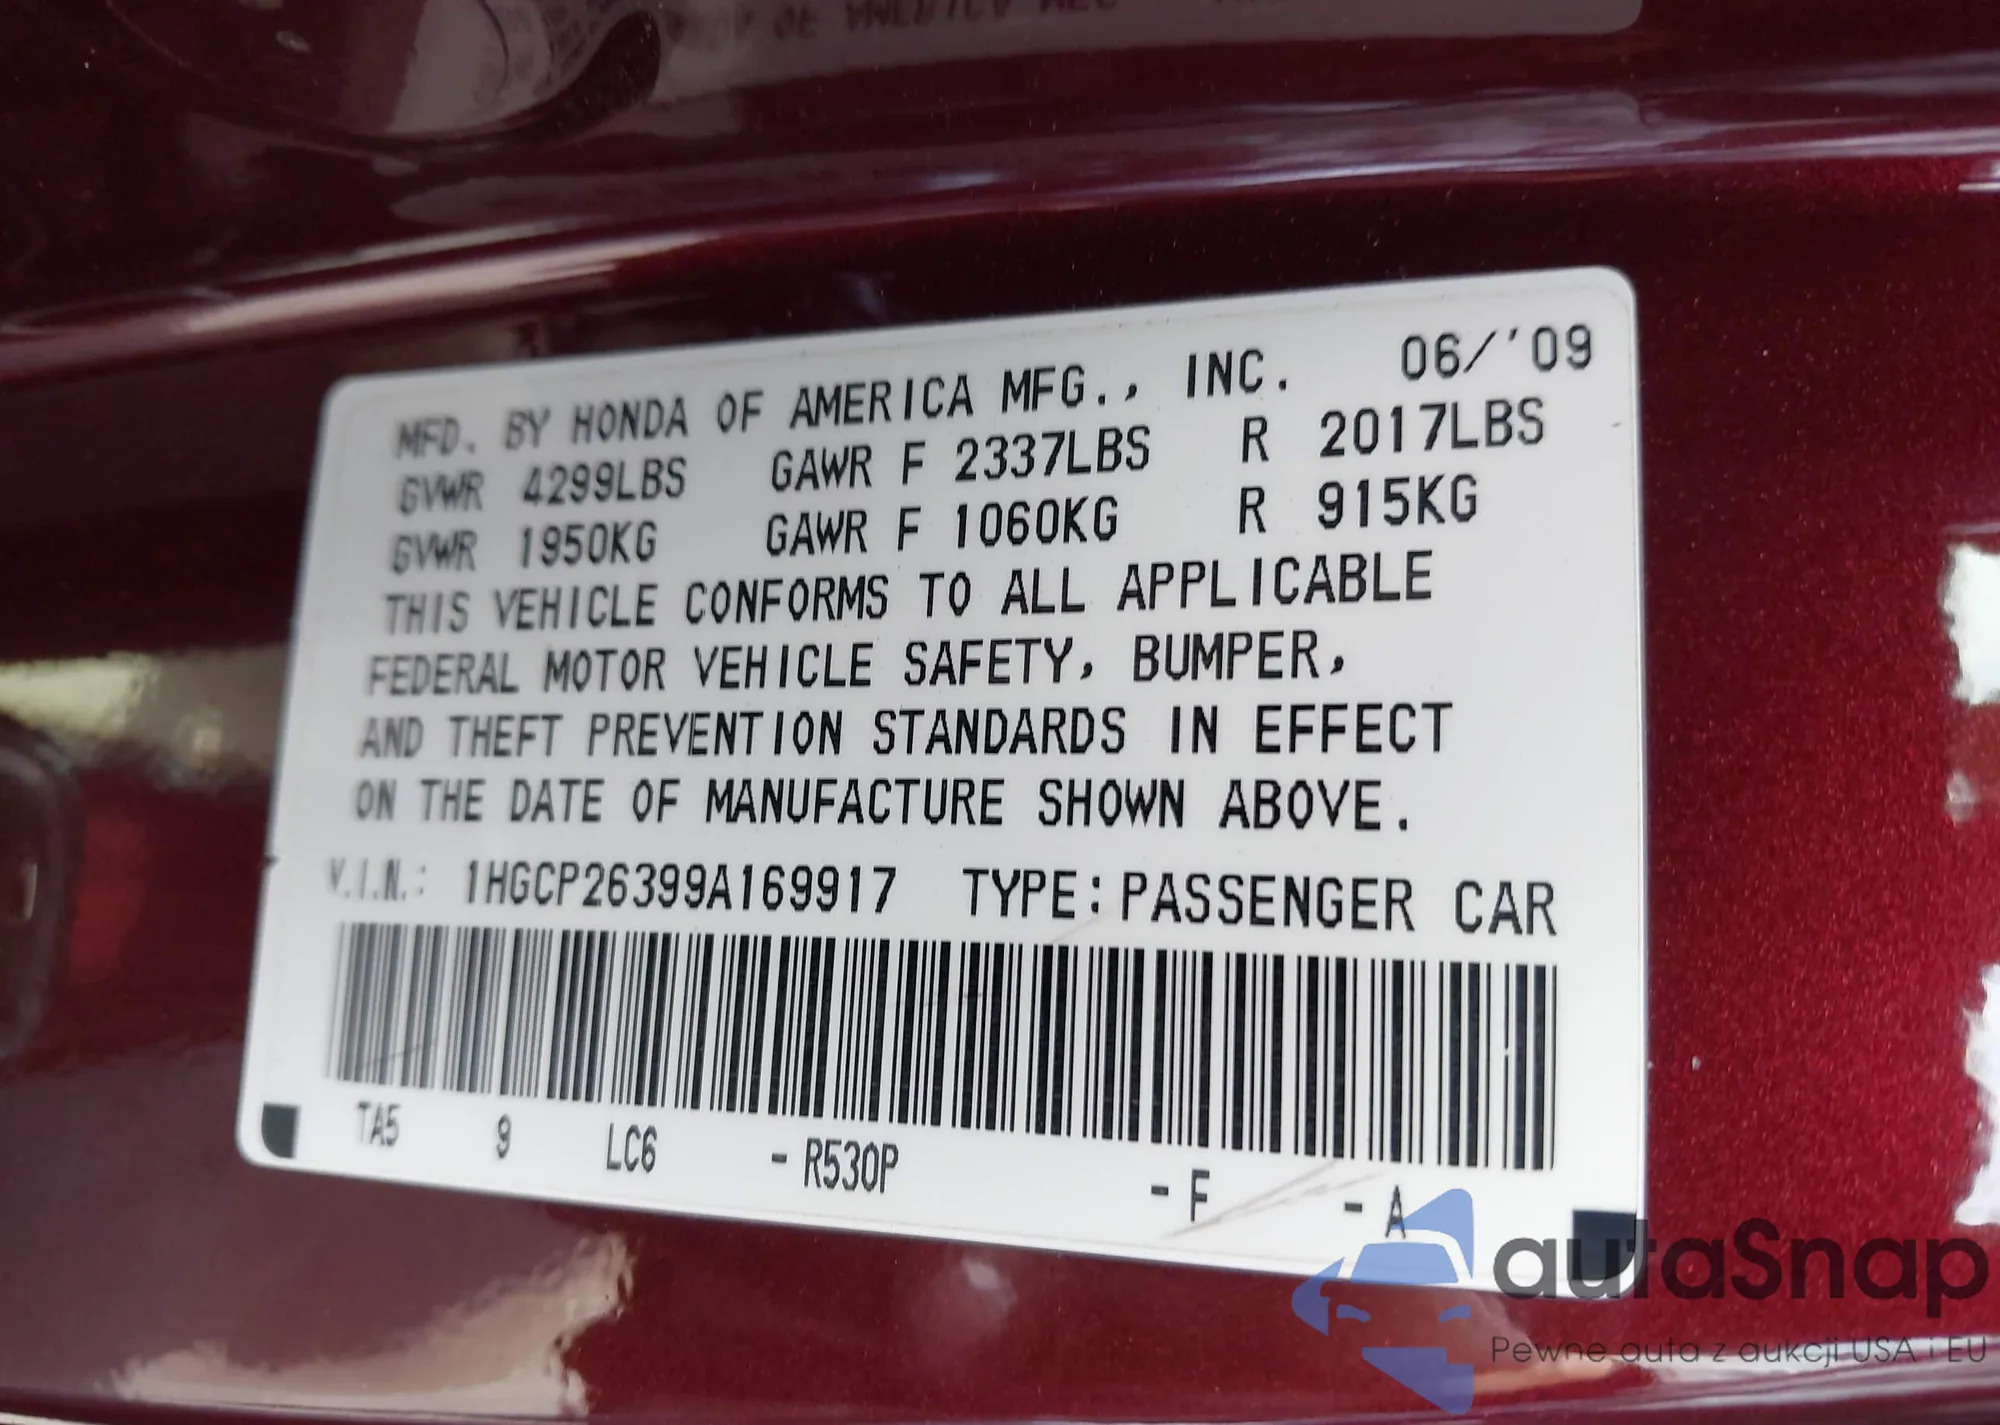 MFD. BY HONDA OF AMERICA MFG., INC. 06/'09
GVWR 4299LBS GAWR F 2337LBS R 2017LBS
GVWR 1950KG GAWR F 1060KG R 915KG
THIS VEHICLE CONFORMS TO ALL APPLICABLE
FEDERAL MOTOR VEHICLE SAFETY, BUMPER,
AND THEFT PREVENTION STANDARDS IN EFFECT
ON THE DATE OF MANUFACTURE SHOWN ABOVE.
V.I.N.: 1HGCP26399A169917 TYPE:PASSENGER CAR
TA5 9 LC6 - R530P - F - A
autaSnap
Pewne auta z aukcji USA i EU